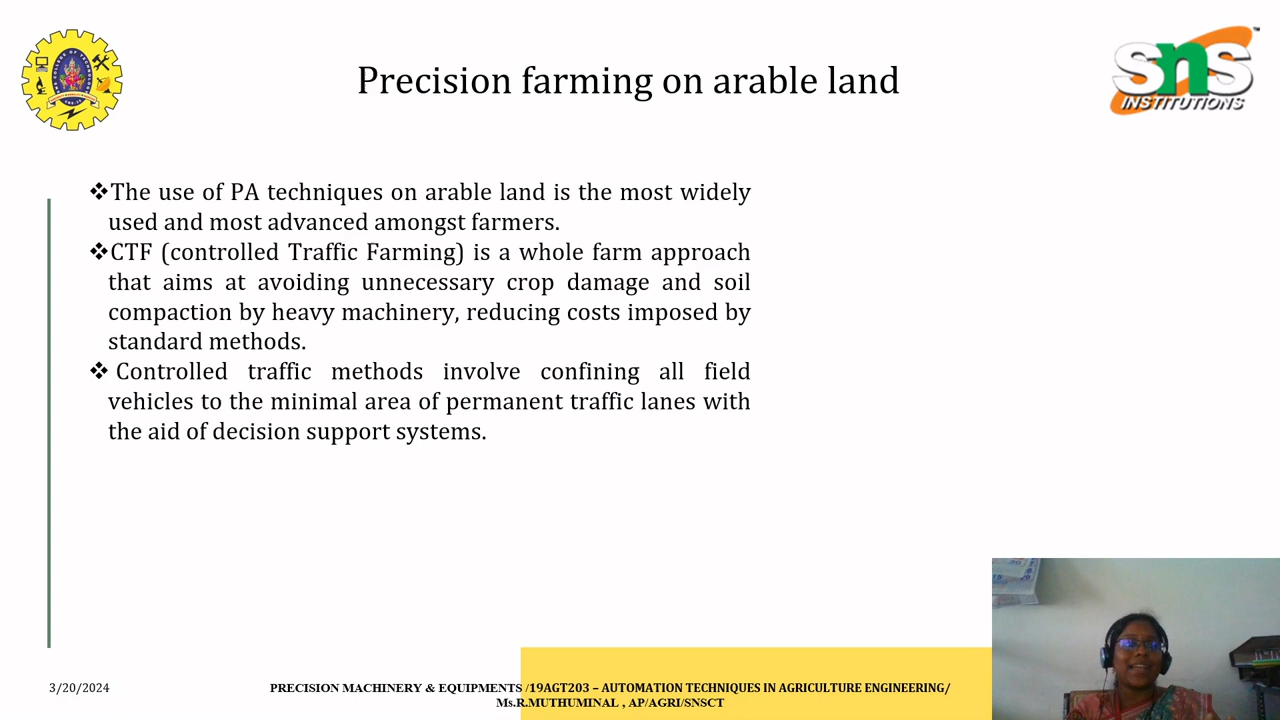 Precision farming on arable land
SNS
INSTITUTIONS
❖The use of PA techniques on arable land is the most widely
used and most advanced amongst farmers.
❖CTF (controlled Traffic Farming) is a whole farm approach
that aims at avoiding unnecessary crop damage and soil
compaction by heavy machinery, reducing costs imposed by
standard methods.
❖ Controlled traffic methods involve confining all field
vehicles to the minimal area of permanent traffic lanes with
the aid of decision support systems.
3/20/2024
PRECISION MACHINERY & EQUIPMENTS /19AGT203 – AUTOMATION TECHNIQUES IN AGRICULTURE ENGINEERING/
Ms.R.MUTHUMINAL , AP/AGRI/SNSCT